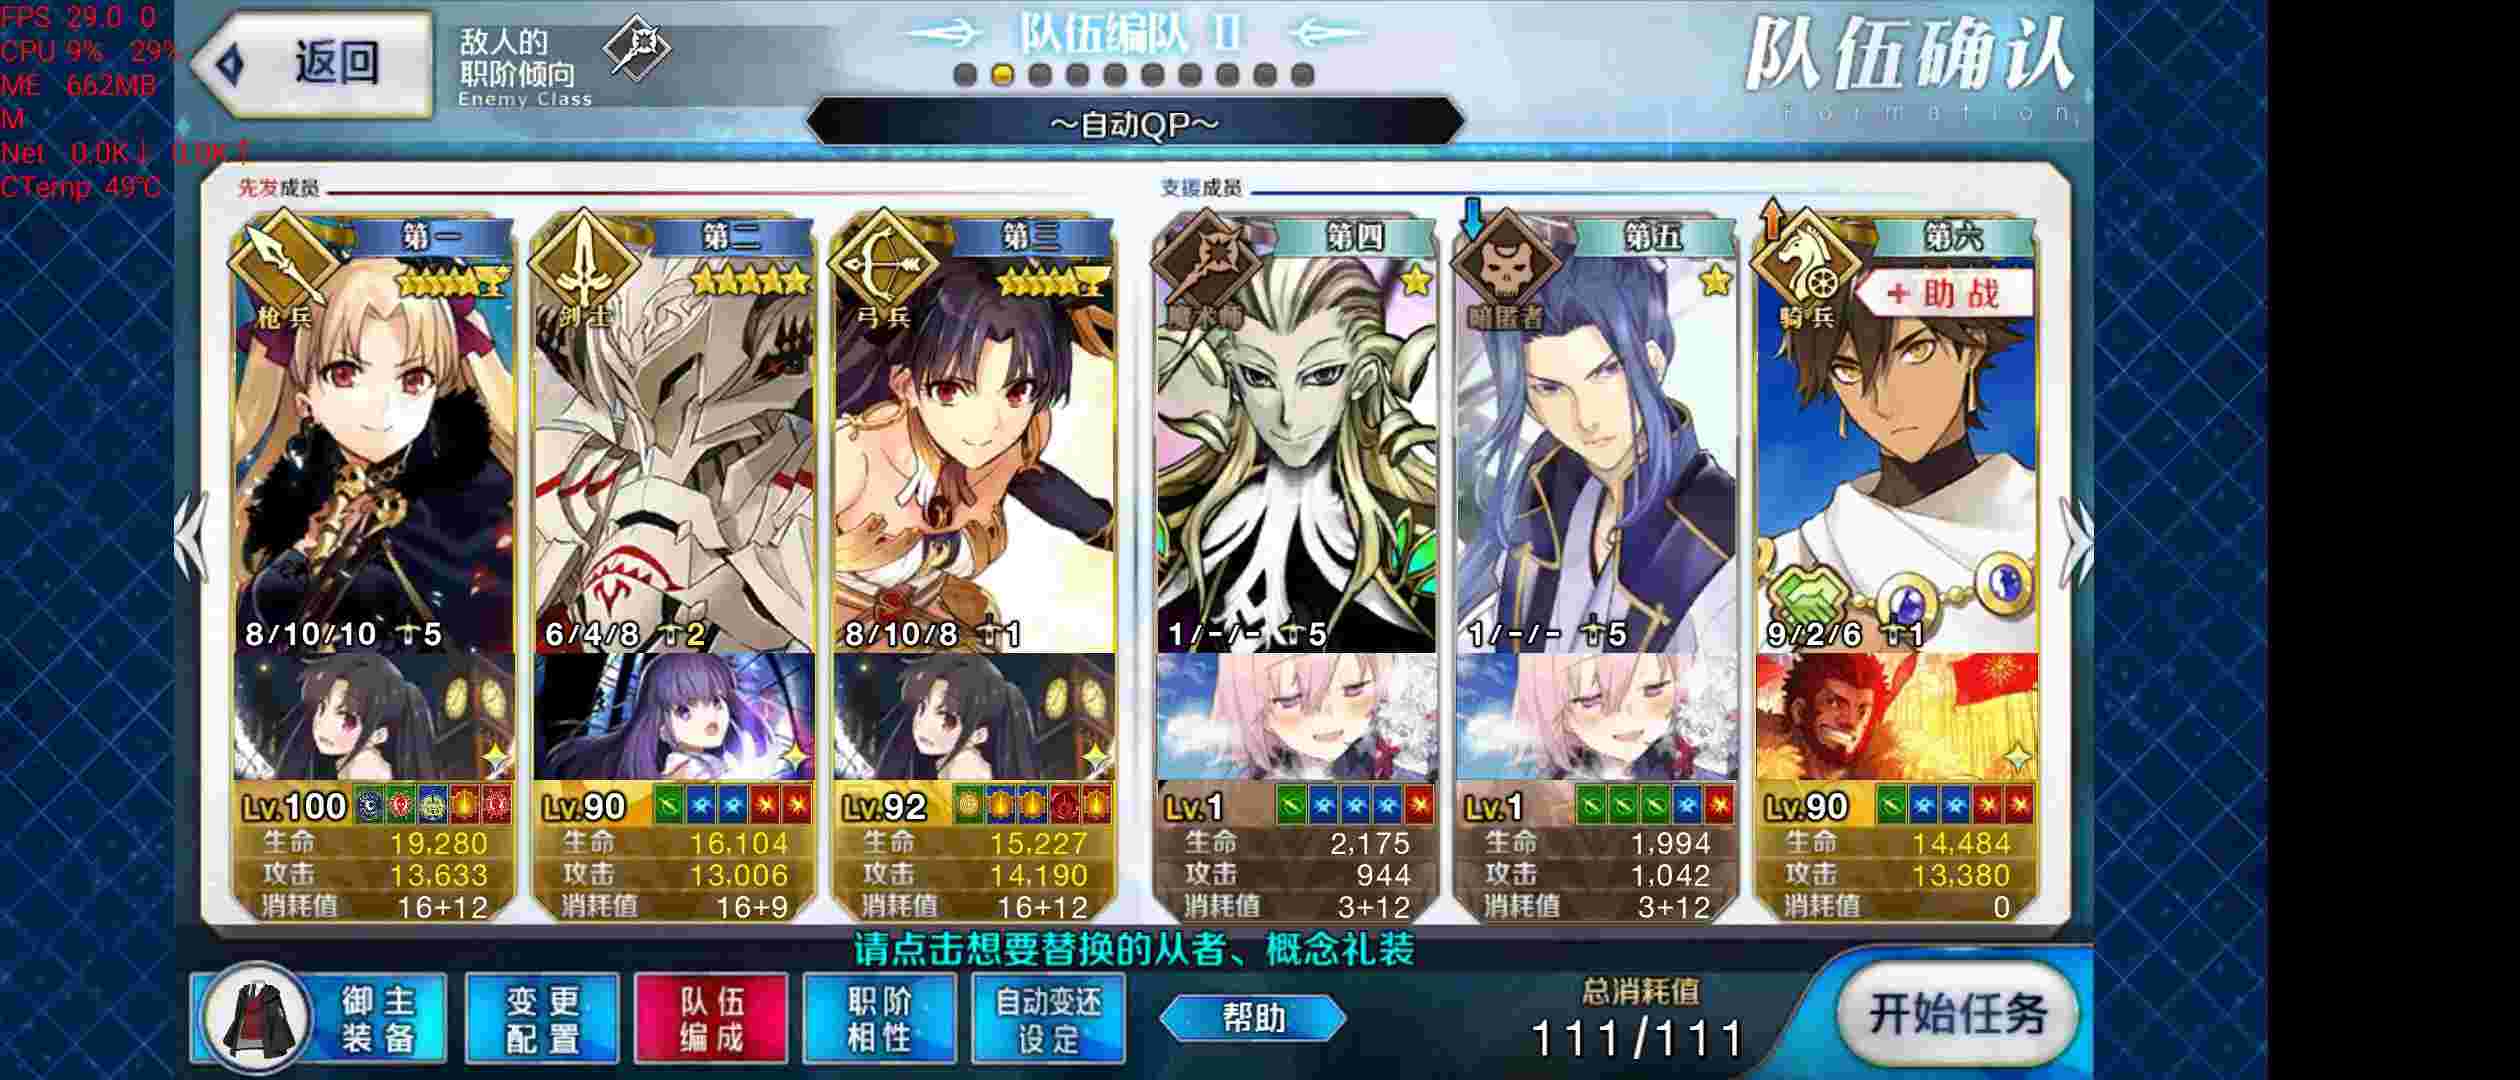 FPS 29.0 0
CPU 9% 29%
ME 662MB
M
Net 0.0K↓ 0.0K↑
CTemp 49℃
返回
敌人的
职阶倾向
Enemy Class
队伍编队 II
～自动QP～
队伍确认
Formation
先发成员
支援成员
第一
枪兵
8/10/10 5
Lv.100
生命 19,280
攻击 13,633
消耗值 16+12
第二
剑士
6/4/8 2
Lv.90
生命 16,104
攻击 13,006
消耗值 16+9
第三
弓兵
8/10/8 1
Lv.92
生命 15,227
攻击 14,190
消耗值 16+12
第四
魔术师
1/-/- 5
Lv.1
生命 2,175
攻击 944
消耗值 3+12
第五
暗匿者
1/-/- 5
Lv.1
生命 1,994
攻击 1,042
消耗值 3+12
第六
+ 助战
骑兵
9/2/6 1
Lv.90
生命 14,484
攻击 13,380
消耗值 0
请点击想要替换的从者、概念礼装
御主
装备
变更
配置
队伍
编成
职阶
相性
自动变还
设定
帮助
总消耗值
111/111
开始任务